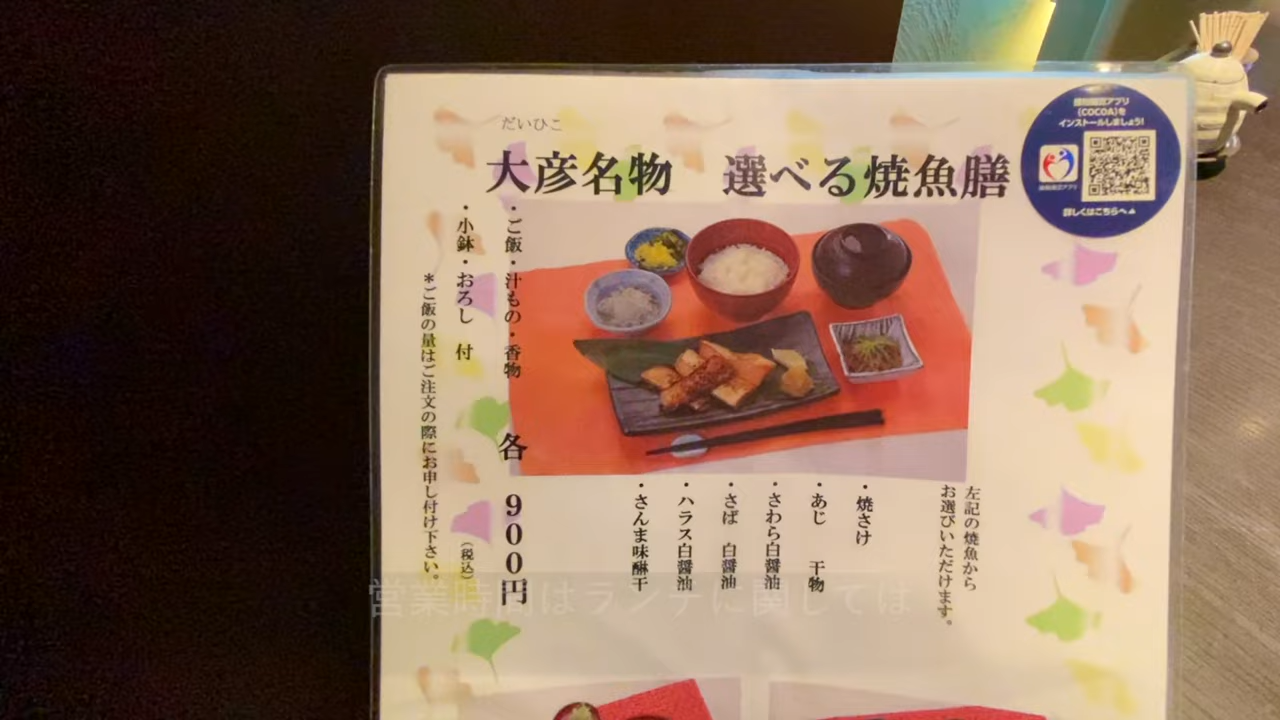 だいひこ
大彦名物 選べる焼魚膳
接触確認アプリ
(COCOA)を
インストールしましょう!
接触確認アプリ
詳しくはこちらへ
左記の焼魚から
お選びいただけます。
・焼さけ
・あじ 干物
・さわら白醤油
・さば 白醤油
・ハラス白醤油
・さんま味醂干
・ご飯・汁もの・香物
各 900円
・小鉢・おろし 付
(税込)
*ご飯の量はご注文の際にお申し付け下さい。
営業時間はランチに関しては